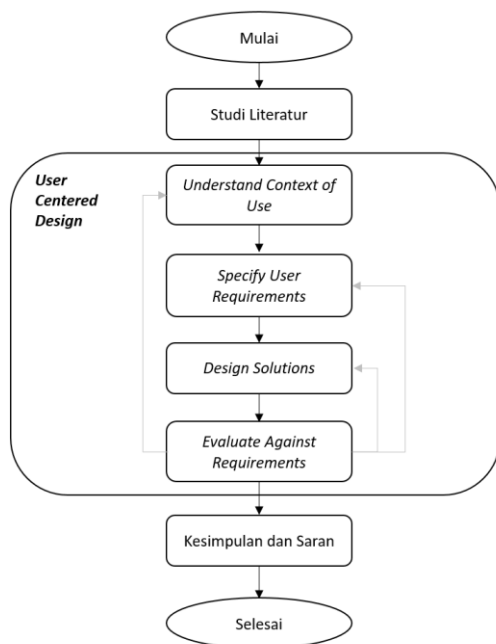 Mulai
Studi Literatur
User
Centered
Design
Understand Context of
Use
Specify User
Requirements
Design Solutions
Evaluate Against
Requirements
Kesimpulan dan Saran
Selesai